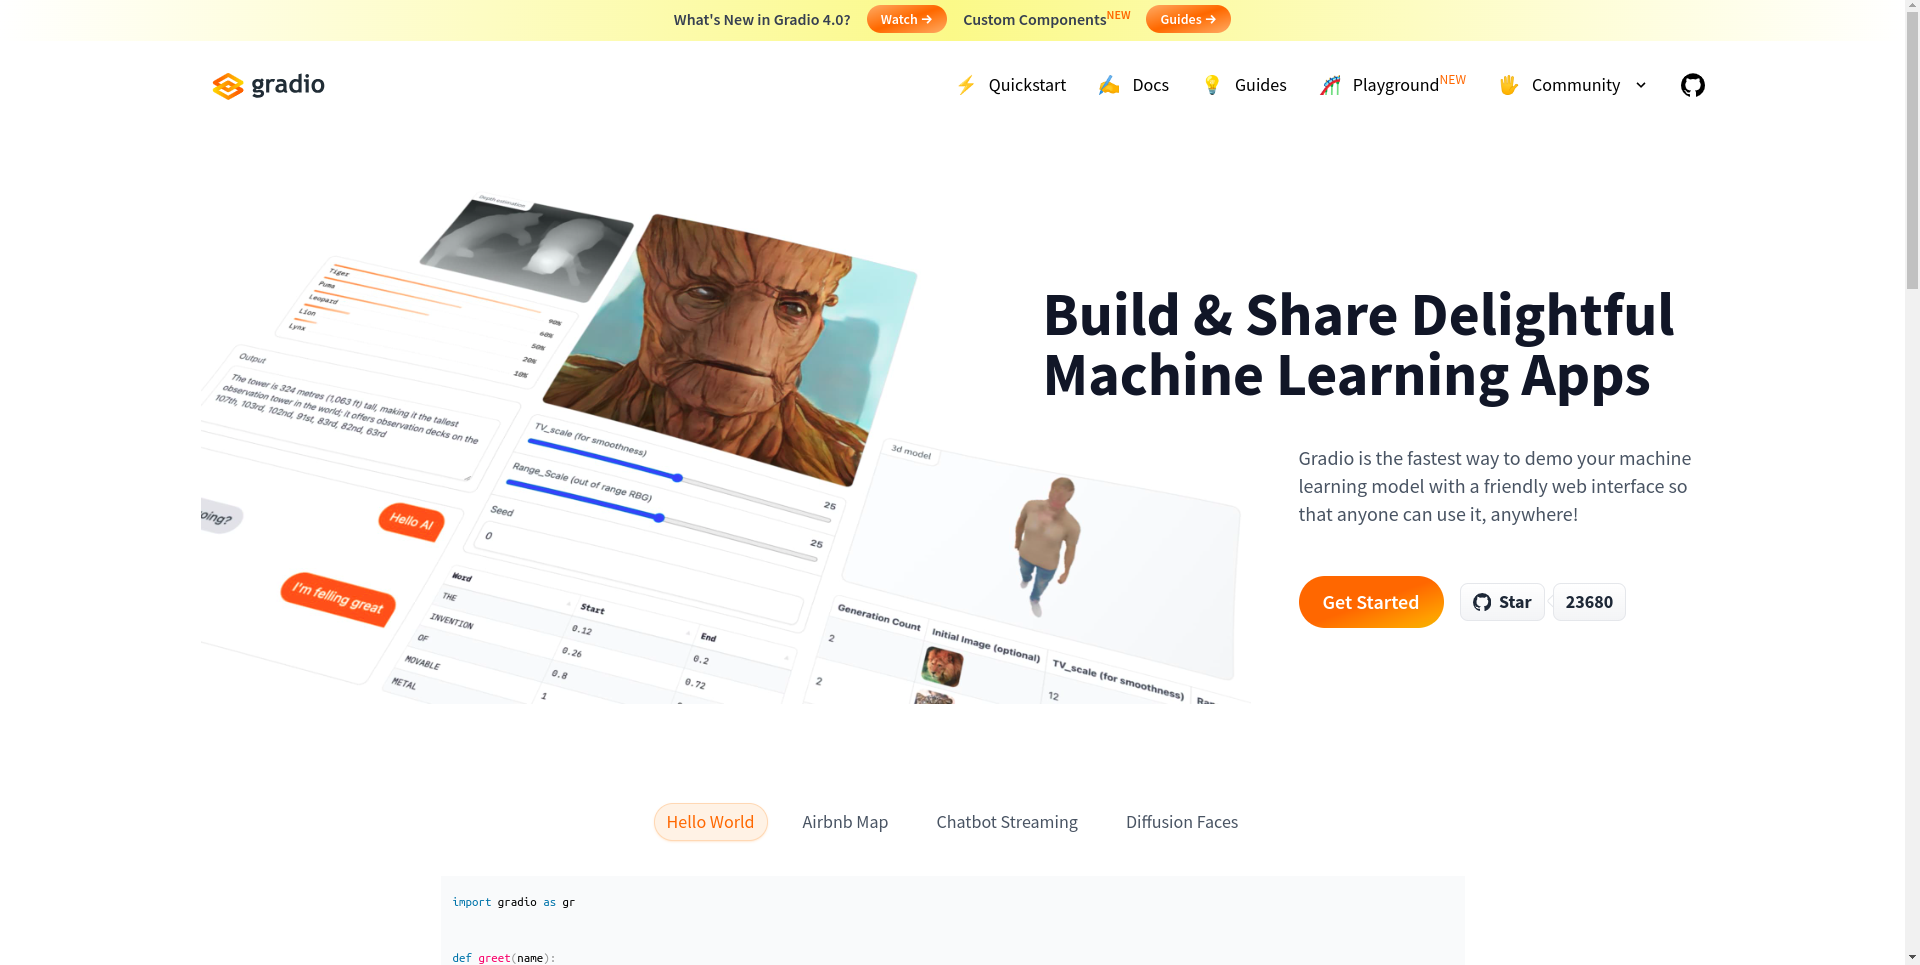 What's New in Gradio 4.0?
Watch →
Custom Components NEW
Guides →
gradio
⚡ Quickstart
✍️ Docs
💡 Guides
🎢 Playground NEW
🖐 Community
Depth estimation
Tiger
Puma
Leopard
Lion
Lynx
90%
60%
50%
20%
10%
Output
The tower is 324 metres (1,063 ft) tall, making it the tallest
observation tower in the world; it offers observation decks on the
107th, 103rd, 102nd, 91st, 83rd, 82nd, 63rd
oing?
Hello AI
I'm felling great
TV_scale (for smoothness)
25
Range_Scale (out of range RBG)
25
Seed
0
Word Start End
THE 0.12 0.2
INVENTION 0.26 0.72
OF 0.8
MOVABLE 1
METAL
3d model
Generation Count Initial Image (optional) TV_scale (for smoothness) Ran
2 12
2
Build & Share Delightful
Machine Learning Apps
Gradio is the fastest way to demo your machine
learning model with a friendly web interface so
that anyone can use it, anywhere!
Get Started
Star
23680
Hello World
Airbnb Map
Chatbot Streaming
Diffusion Faces
import gradio as gr
def greet(name):